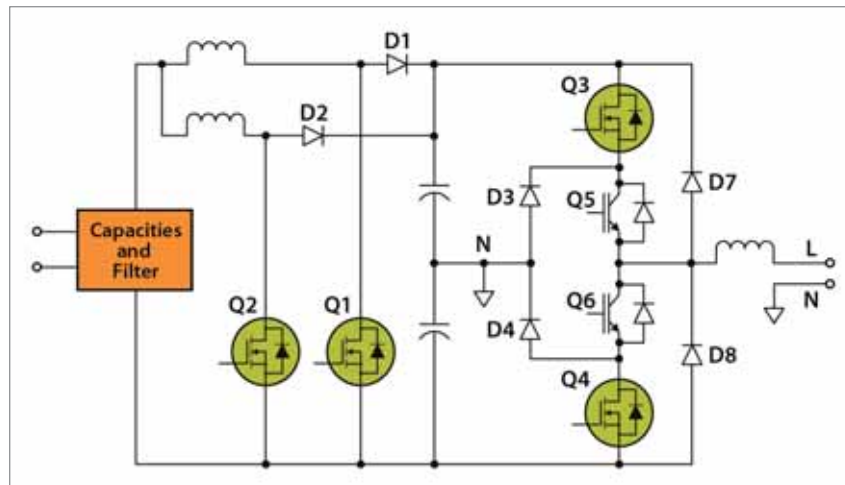 D1
D2
Q3
D3
Q5
D7
N
L
Capacities
and
Filter
N
Q2
Q1
D4
Q6
D8
Q4